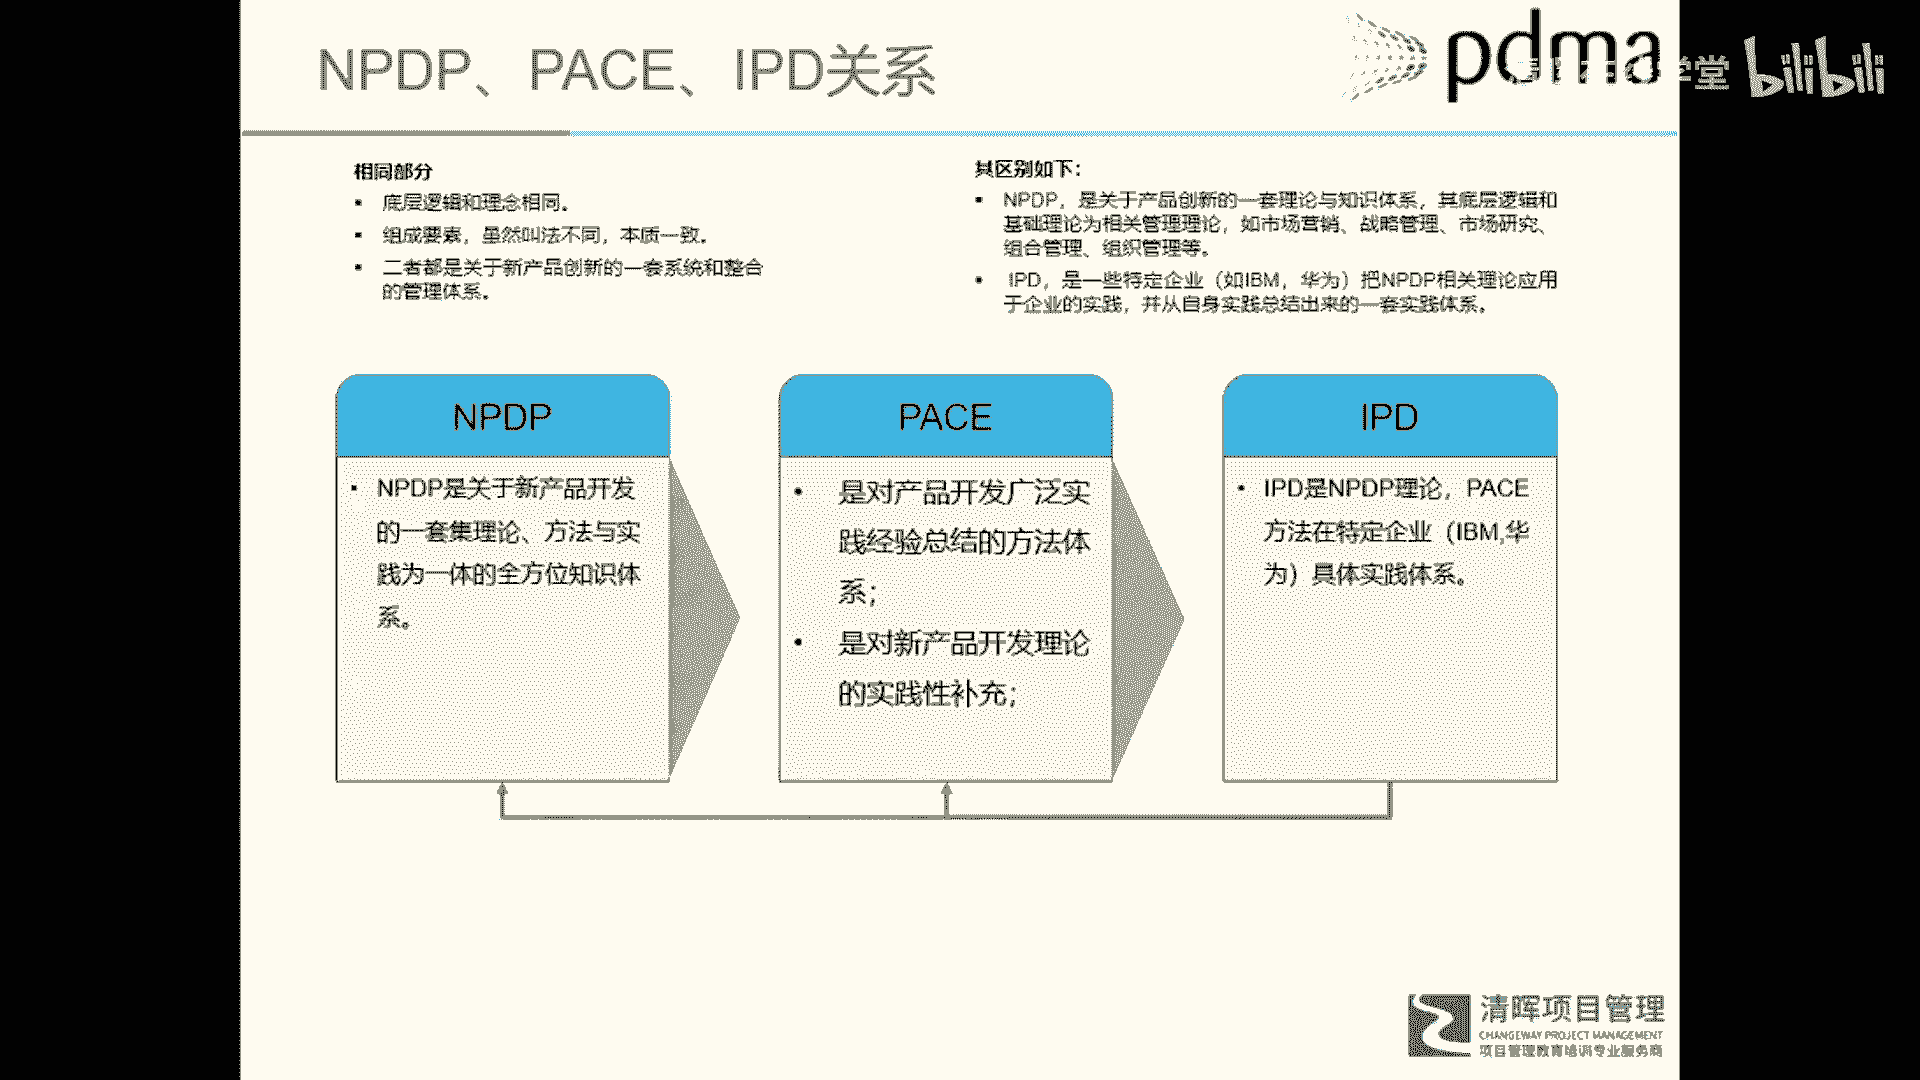 NPDP、PACE、IPD关系
pdma
学堂
bilibili
相同部分
▪ 底层逻辑和理念相同。
▪ 组成要素，虽然叫法不同，本质一致。
▪ 二者都是关于新产品创新的一套系统和整合
的管理体系。
其区别如下：
▪ NPDP，是关于产品创新的一套理论与知识体系，其底层逻辑和
基础理论为相关管理理论，如市场营销、战略管理、市场研究、
组合管理、组织管理等。
▪ IPD，是一些特定企业（如IBM，华为）把NPDP相关理论应用
于企业的实践，并从自身实践总结出来的一套实践体系。
NPDP
• NPDP是关于新产品开发
的一套集理论、方法与实
践为一体的全方位知识体
系。
PACE
• 是对产品开发广泛实
践经验总结的方法体
系；
• 是对新产品开发理论
的实践性补充；
IPD
• IPD是NPDP理论，PACE
方法在特定企业（IBM,华
为）具体实践体系。
清晖项目管理
CHANGEWAY PROJECT MANAGEMENT
项目管理教育培训专业服务商